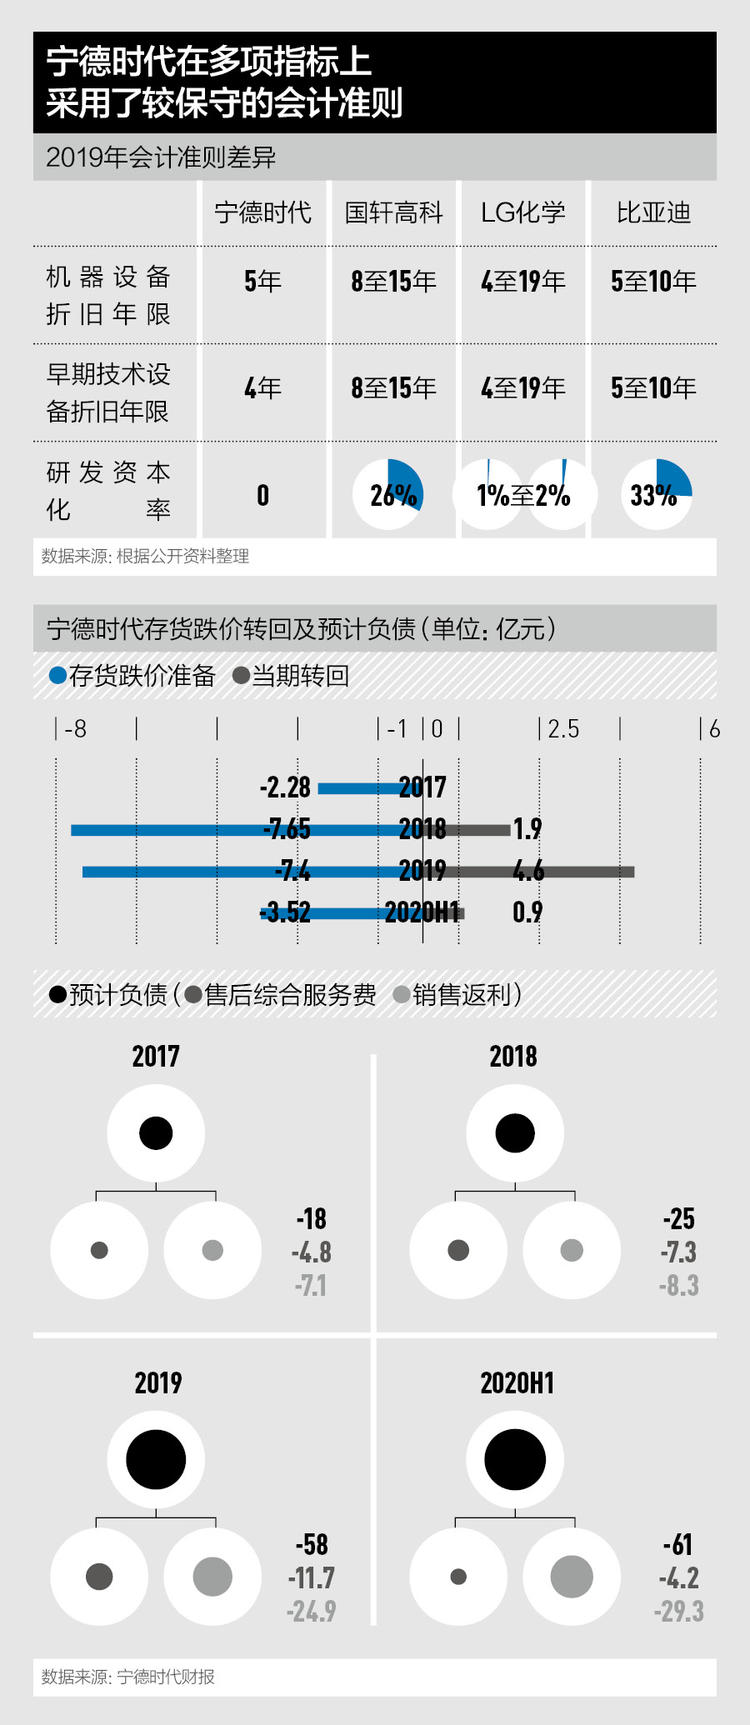 宁德时代在多项指标上
采用了较保守的会计准则
2019年会计准则差异
宁德时代 国轩高科 LG化学 比亚迪
机器设备
折旧年限
5年 8至15年 4至19年 5至10年
早期技术设
备折旧年限
4年 8至15年 4至19年 5至10年
研发资本
化率
0 26% 1%至2% 33%
数据来源: 根据公开资料整理
宁德时代存货跌价转回及预计负债(单位: 亿元)
存货跌价准备 当期转回
-8 -1 0 2.5 6
-2.28 2017
-7.65 2018 1.9
-7.4 2019 4.6
-3.52 2020H1 0.9
预计负债(售后综合服务费 销售返利)
2017
-18
-4.8
-7.1
2018
-25
-7.3
-8.3
2019
-58
-11.7
-24.9
2020H1
-61
-4.2
-29.3
数据来源: 宁德时代财报